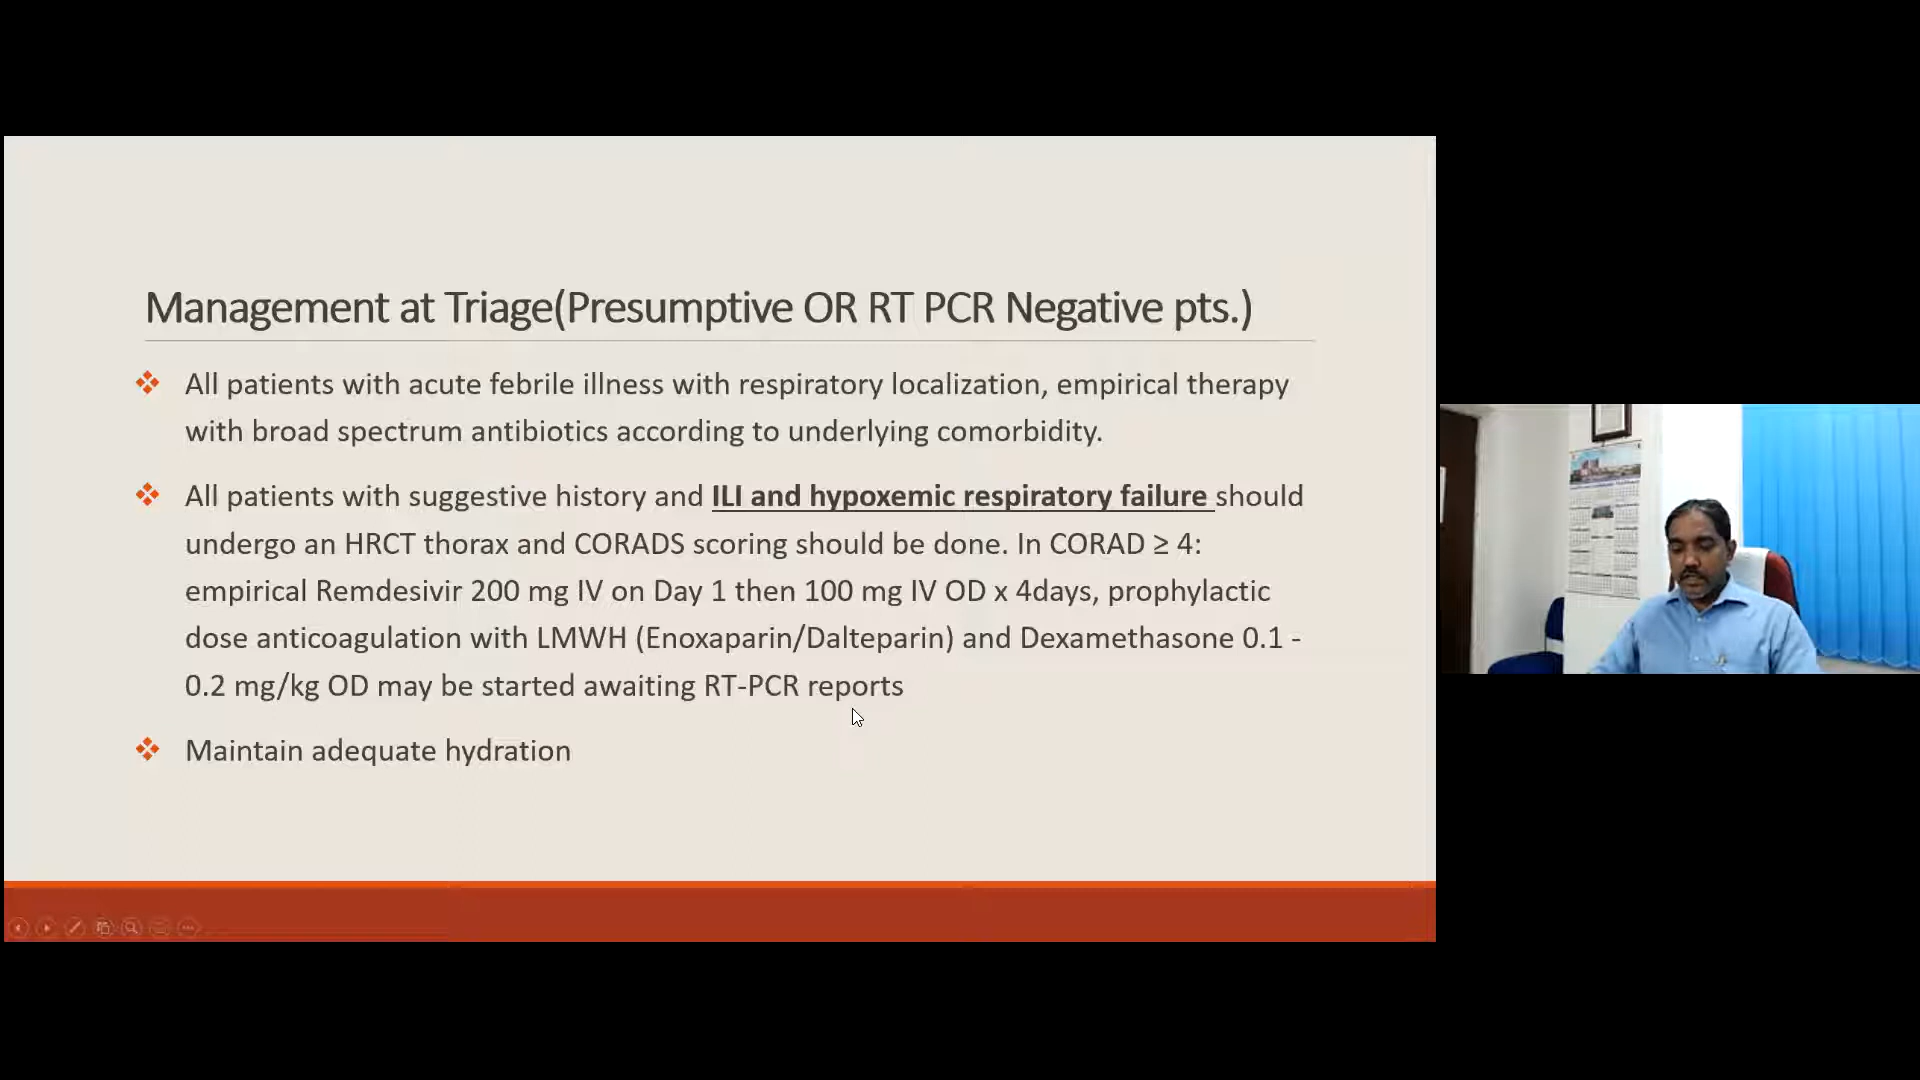 Management at Triage(Presumptive OR RT PCR Negative pts.)
All patients with acute febrile illness with respiratory localization, empirical therapy
with broad spectrum antibiotics according to underlying comorbidity.
All patients with suggestive history and ILI and hypoxemic respiratory failure should
undergo an HRCT thorax and CORADS scoring should be done. In CORAD ≥ 4:
empirical Remdesivir 200 mg IV on Day 1 then 100 mg IV OD x 4days, prophylactic
dose anticoagulation with LMWH (Enoxaparin/Dalteparin) and Dexamethasone 0.1 -
0.2 mg/kg OD may be started awaiting RT-PCR reports
Maintain adequate hydration